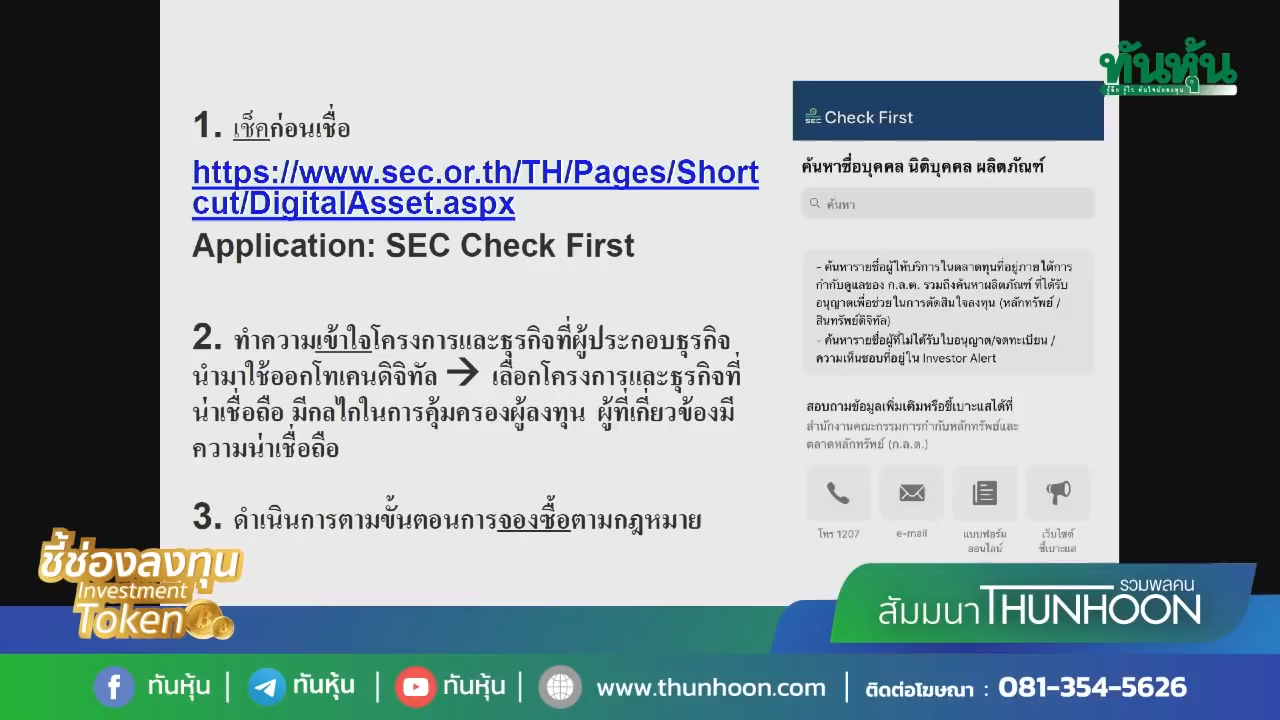 ทันหุ้น
รู้ลึก รู้ไว ทันใจนักลงทุน
1. เช็คก่อนเชื่อ
https://www.sec.or.th/TH/Pages/Short
cut/DigitalAsset.aspx
Application: SEC Check First
2. ทำความเข้าใจโครงการและธุรกิจที่ผู้ประกอบธุรกิจ
นำมาใช้ออกโทเคนดิจิทัล → เลือกโครงการและธุรกิจที่
น่าเชื่อถือ มีกลไกในการคุ้มครองผู้ลงทุน ผู้ที่เกี่ยวข้องมี
ความน่าเชื่อถือ
3. ดำเนินการตามขั้นตอนการจองซื้อตามกฎหมาย
SEC Check First
ค้นหาชื่อบุคคล นิติบุคคล ผลิตภัณฑ์
ค้นหา
- ค้นหารายชื่อผู้ให้บริการในตลาดทุนที่อยู่ภายใต้การ
กำกับดูแลของ ก.ล.ต. รวมถึงค้นหาผลิตภัณฑ์ ที่ได้รับ
อนุญาตเพื่อช่วยในการตัดสินใจลงทุน (หลักทรัพย์ /
สินทรัพย์ดิจิทัล)
- ค้นหารายชื่อผู้ที่ไม่ได้รับใบอนุญาต/จดทะเบียน /
ความเห็นชอบที่อยู่ใน Investor Alert
สอบถามข้อมูลเพิ่มเติมหรือชี้เบาะแสได้ที่
สำนักงานคณะกรรมการกำกับหลักทรัพย์และ
ตลาดหลักทรัพย์ (ก.ล.ต.)
โทร 1207
e-mail
แบบฟอร์ม
ออนไลน์
เว็บไซต์
ชี้เบาะแส
ชี้ช่องลงทุน
Investment
Token
รวมพลคน
สัมมนา THUNHOON
ทันหุ้น | ทันหุ้น | ทันหุ้น | www.thunhoon.com | ติดต่อโฆษณา : 081-354-5626